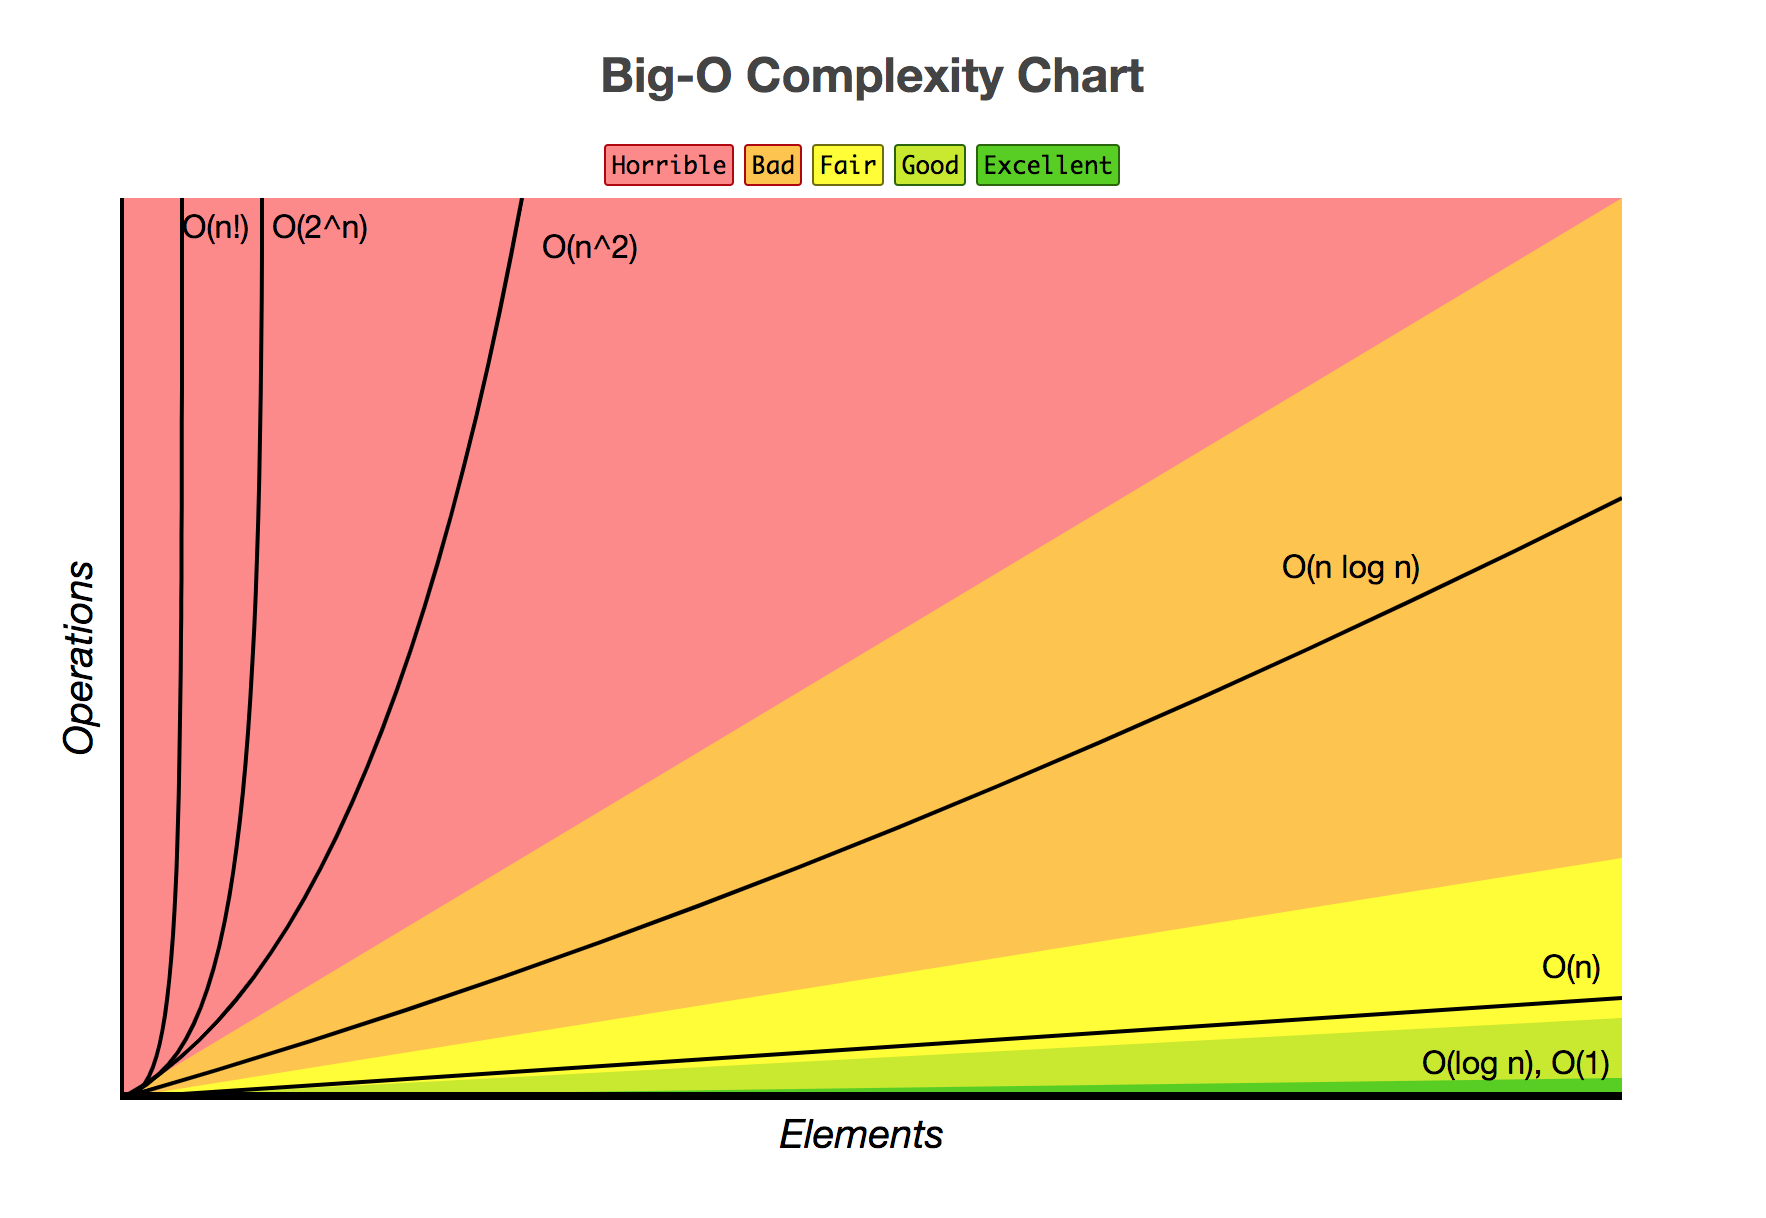 Big-O Complexity Chart
Horrible Bad Fair Good Excellent
O(n!) O(2^n)
O(n^2)
O(n log n)
O(n)
O(log n), O(1)
Operations
Elements